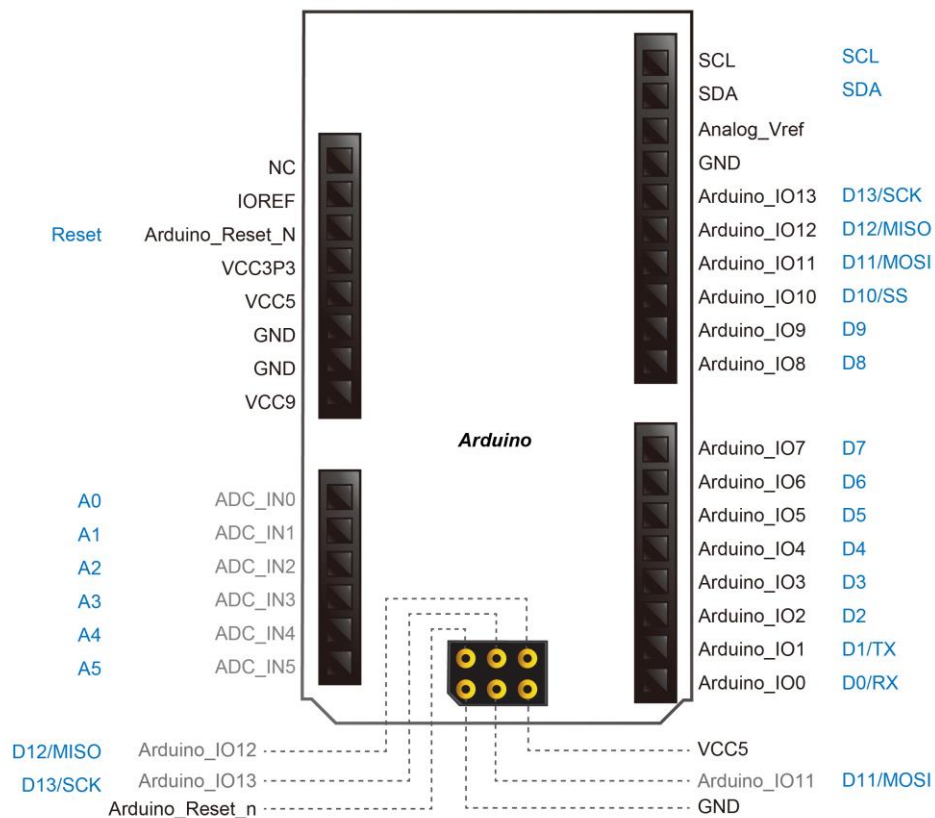 SCL SCL
SDA SDA
Analog_Vref
NC GND
IOREF Arduino_IO13 D13/SCK
Reset Arduino_Reset_N Arduino_IO12 D12/MISO
VCC3P3 Arduino_IO11 D11/MOSI
VCC5 Arduino_IO10 D10/SS
GND Arduino_IO9 D9
GND Arduino_IO8 D8
VCC9
Arduino
Arduino_IO7 D7
Arduino_IO6 D6
A0 ADC_IN0
Arduino_IO5 D5
A1 ADC_IN1
Arduino_IO4 D4
A2 ADC_IN2
Arduino_IO3 D3
A3 ADC_IN3
Arduino_IO2 D2
A4 ADC_IN4
Arduino_IO1 D1/TX
A5 ADC_IN5
Arduino_IO0 D0/RX
D12/MISO Arduino_IO12 VCC5
D13/SCK Arduino_IO13 Arduino_IO11 D11/MOSI
Arduino_Reset_n GND